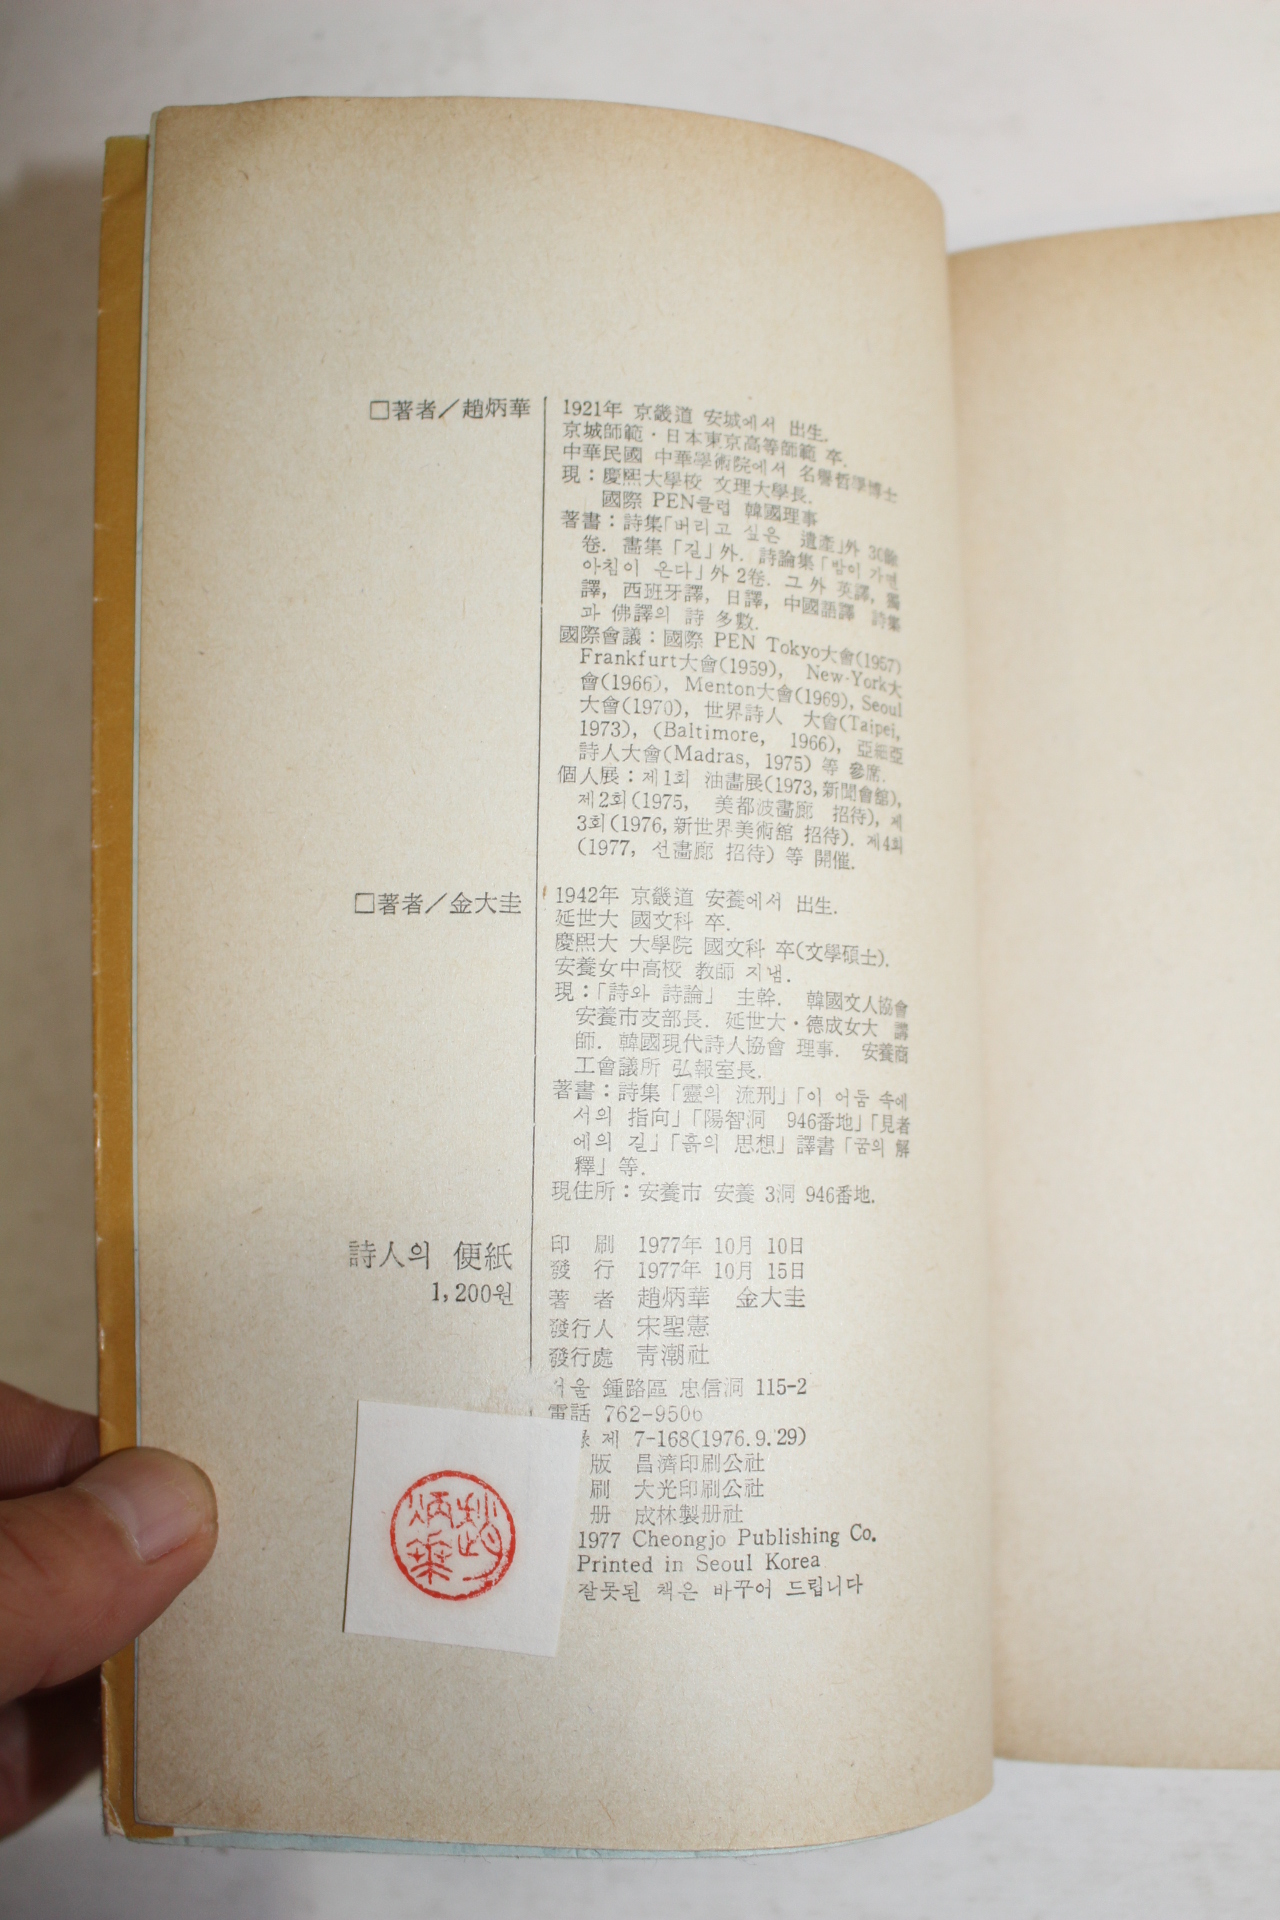 □著者／趙炳華
1921年 京畿道 安城에서 出生.
京城師範·日本東京高等師範 卒.
中華民國 中華學術院에서 名譽哲學博士
現：慶熙大學校 文理大學長.
國際 PEN클럽 韓國理事
著書：詩集「버리고 싶은 遺產」外 30餘
卷. 畵集「길」外. 詩論集「밤이 가면
아침이 온다」外 2卷. 그 外 英譯, 獨
譯, 西班牙譯, 日譯, 中國語譯 詩集
과 佛譯의 詩 多數.
國際會議：國際 PEN Tokyo大會(1957)
Frankfurt大會(1959), New-York大
會(1966), Menton大會(1969), Seoul
大會(1970), 世界詩人 大會(Taipei,
1973), (Baltimore, 1966), 亞細亞
詩人大會(Madras, 1975) 等 參席.
個人展：제1회 油畵展(1973, 新聞會館),
제2회(1975, 美都波畵廊 招待), 제
3회(1976, 新世界美術館 招待). 제4회
(1977, 선畵廊 招待) 等 開催.
□著者／金大圭
1942年 京畿道 安養에서 出生.
延世大 國文科 卒.
慶熙大 大學院 國文科 卒(文學碩士).
安養女中高校 敎師 지냄.
現：「詩와 詩論」 主幹. 韓國文人協會
安養市支部長. 延世大·德成女大 講
師. 韓國現代詩人協會 理事. 安養商
工會議所 弘報室長.
著書：詩集「靈의 流刑」「이 어둠 속에
서의 指向」「陽智洞 946番地」「見者
에의 길」「흙의 思想」譯書「꿈의 解
釋」等.
現住所：安養市 安養 3洞 946番地.
詩人의 便紙
1,200원
印 刷 1977年 10月 10日
發 行 1977年 10月 15日
著 者 趙炳華 金大圭
發行人 宋聖憲
發行處 靑潮社
서울 鍾路區 忠信洞 115-2
電話 762-9506
제 7-168(1976.9.29)
版 昌濟印刷公社
刷 大光印刷公社
册 成林製册社
1977 Cheongjo Publishing Co.
Printed in Seoul Korea
잘못된 책은 바꾸어 드립니다
趙炳華